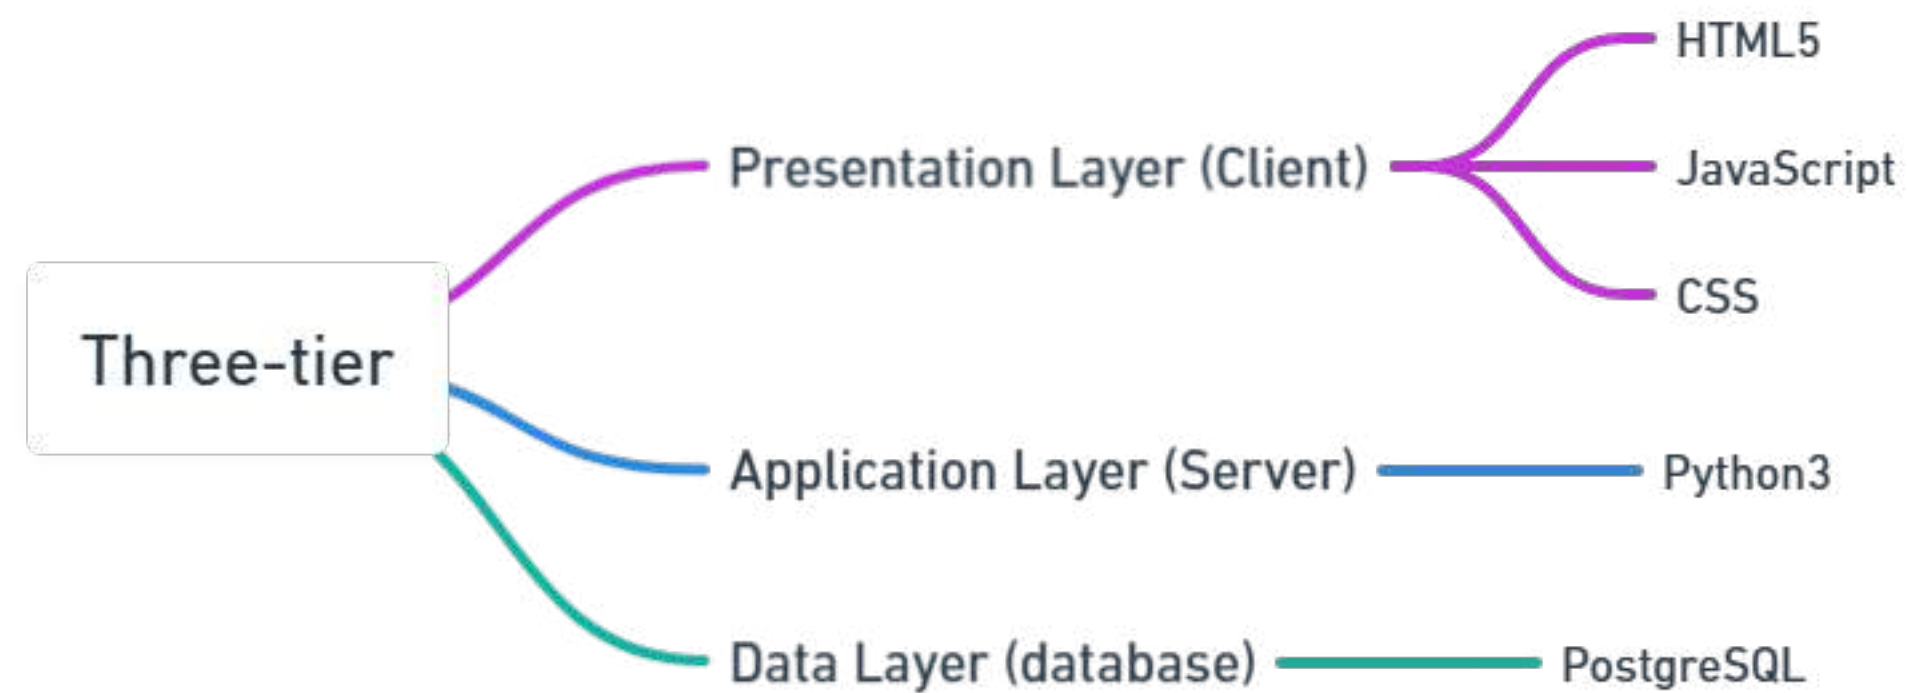 Three-tier
Presentation Layer (Client)
HTML5
JavaScript
CSS
Application Layer (Server)
Python3
Data Layer (database)
PostgreSQL